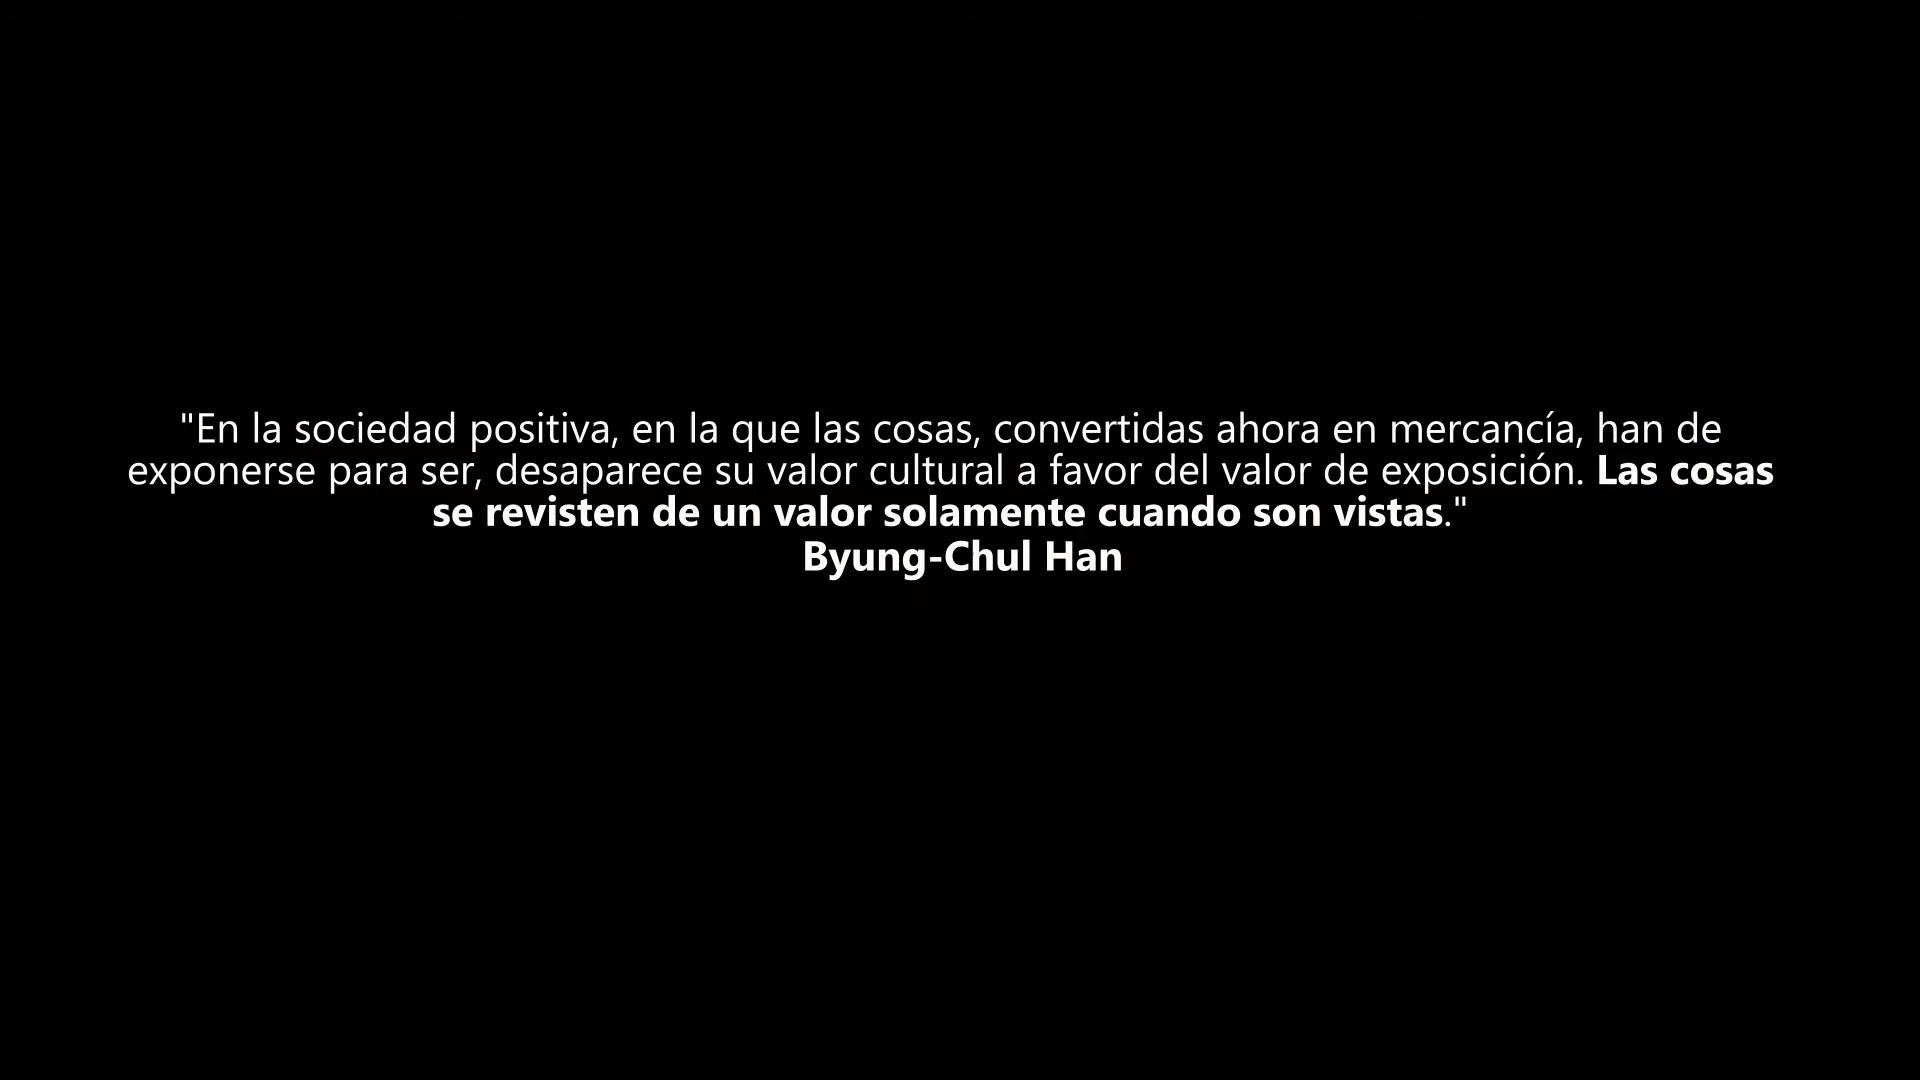 "En la sociedad positiva, en la que las cosas, convertidas ahora en mercancía, han de
exponerse para ser, desaparece su valor cultural a favor del valor de exposición. Las cosas
se revisten de un valor solamente cuando son vistas."
Byung-Chul Han